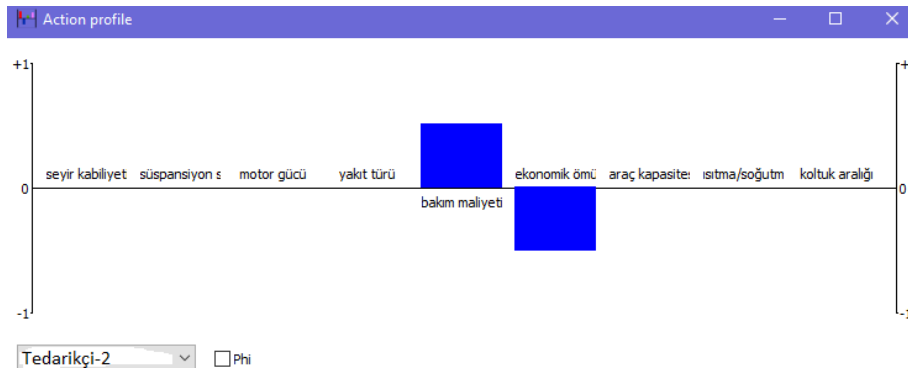 Action profile
+1
+
seyir kabiliyet süspansiyon s motor gücü yakıt türü ekonomik ömü araç kapasite ısıtma/soğutm koltuk aralığı
0 0
bakım maliyeti
-1 -1
Tedarikçi-2 Phi